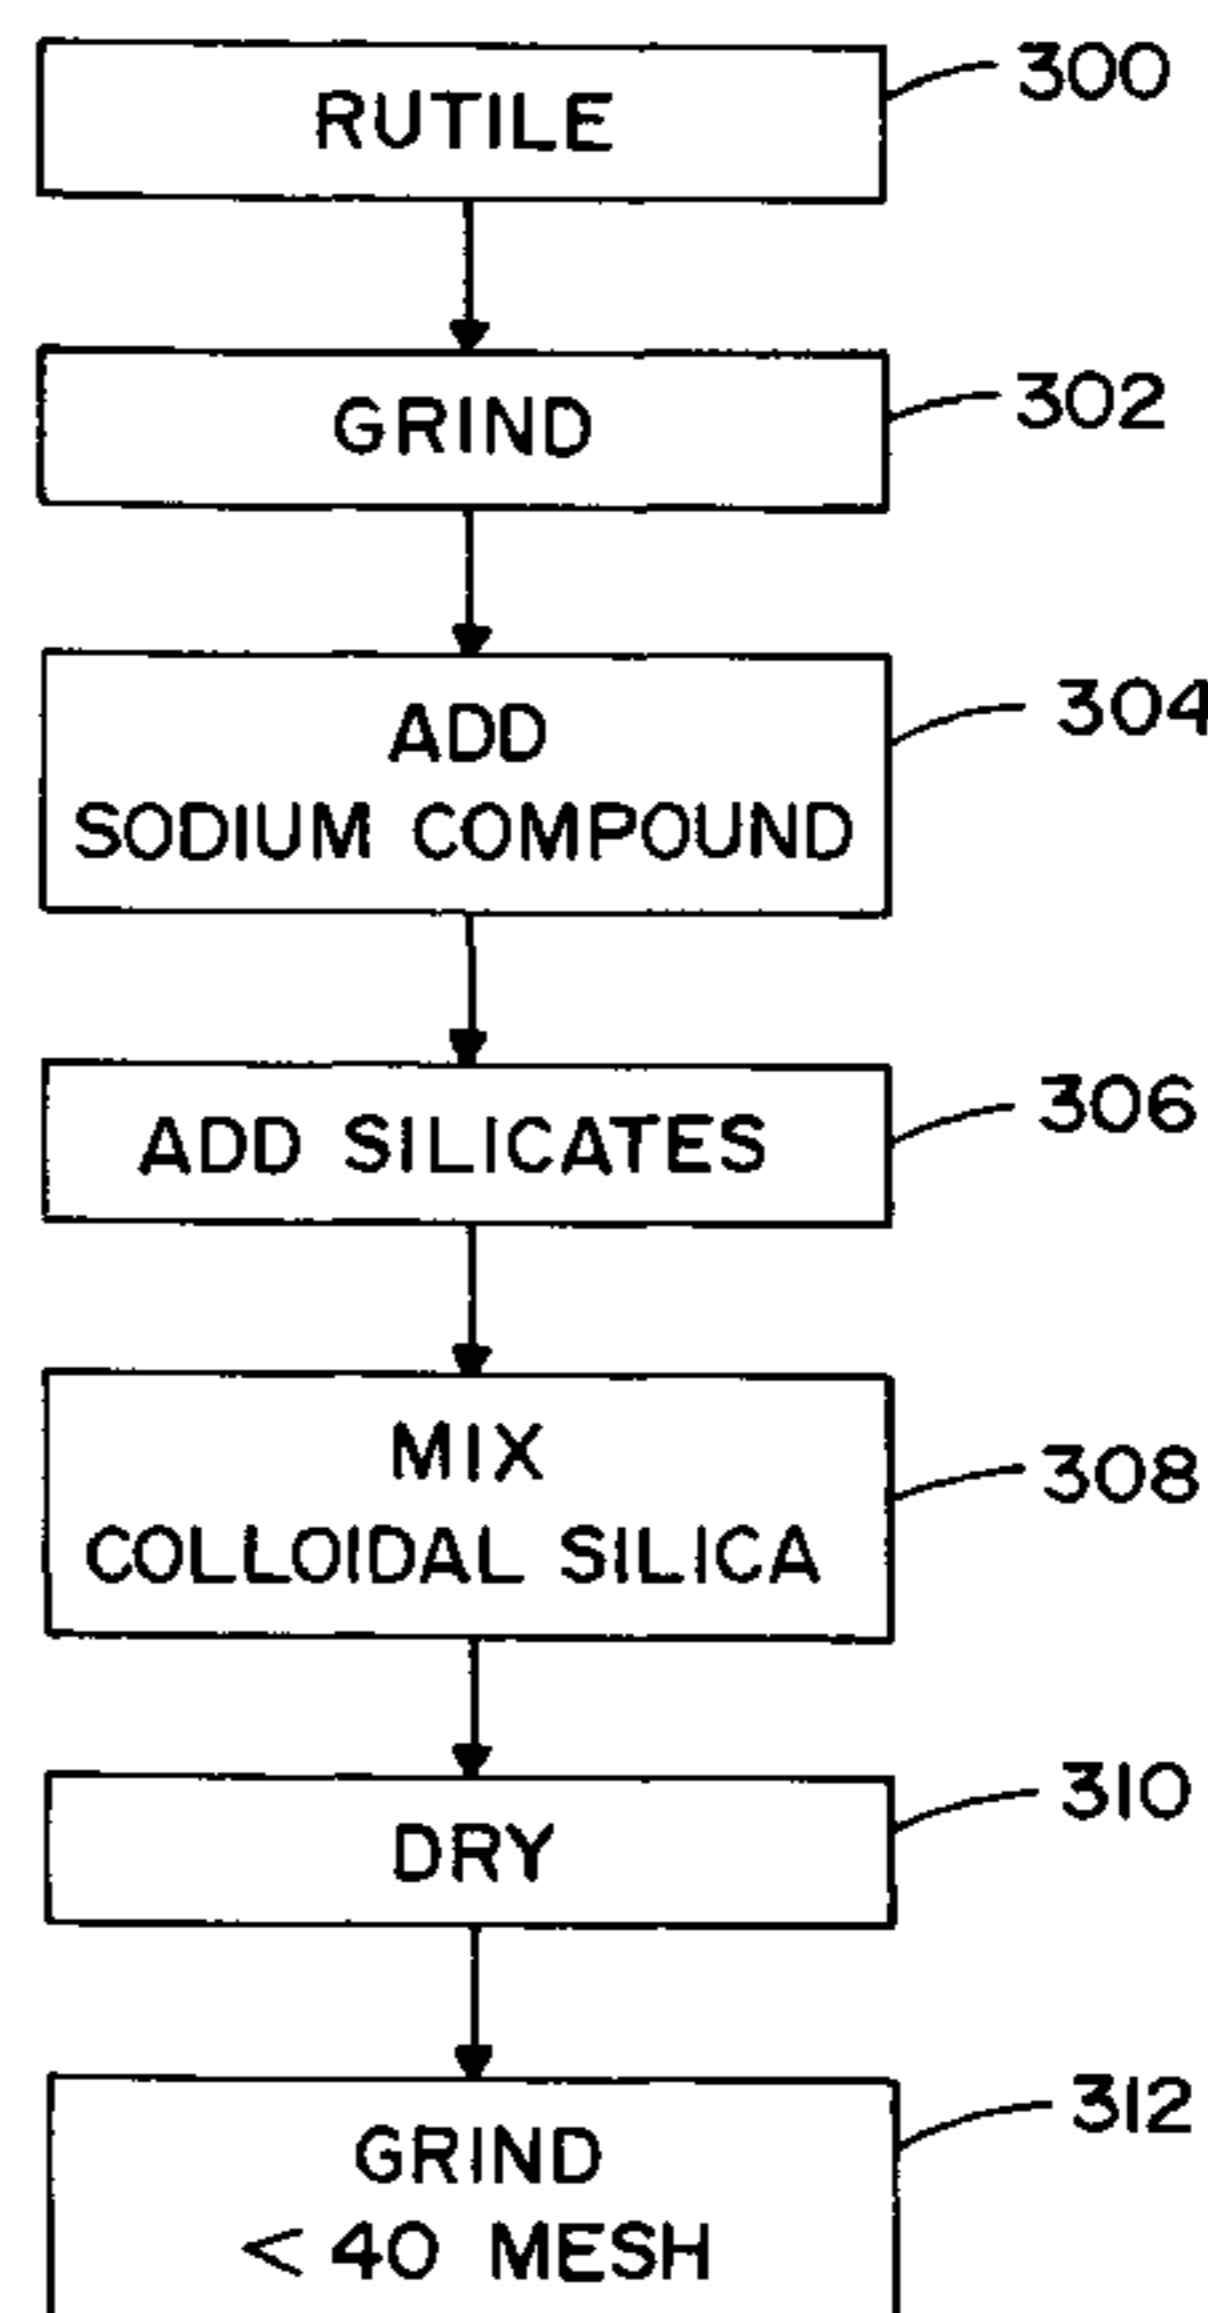 RUTILE
300
GRIND
302
ADD
SODIUM COMPOUND
304
ADD SILICATES
306
MIX
COLLOIDAL SILICA
308
DRY
310
GRIND
< 40 MESH
312